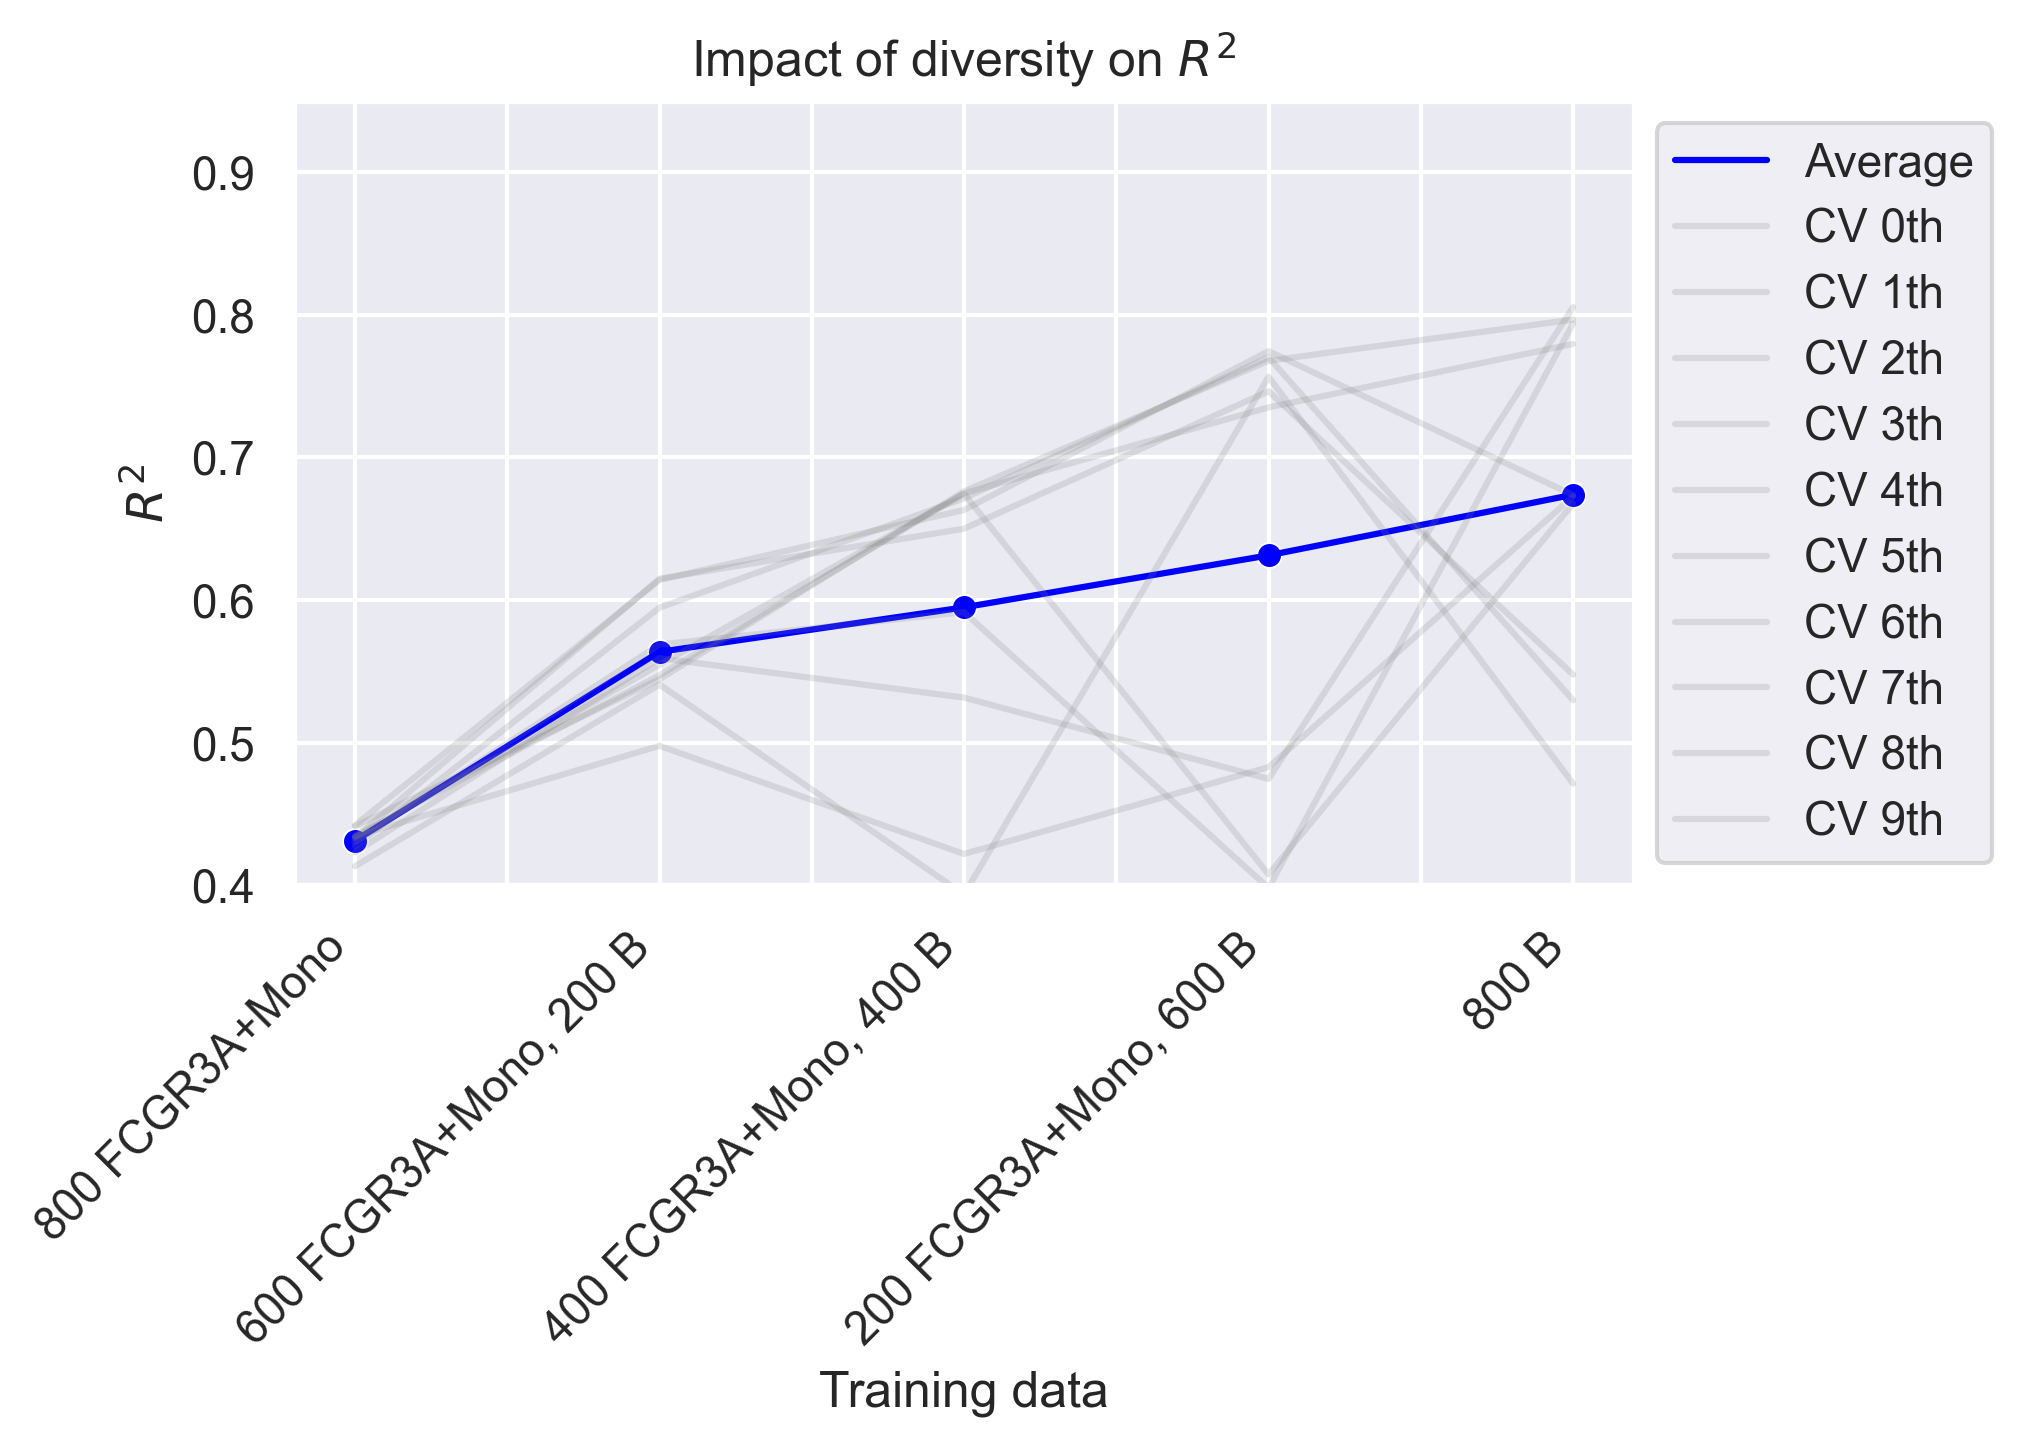 Impact of diversity on R²
R²
0.9
0.8
0.7
0.6
0.5
0.4
800 FCGR3A+Mono
600 FCGR3A+Mono, 200 B
400 FCGR3A+Mono, 400 B
200 FCGR3A+Mono, 600 B
800 B
Training data
Average
CV 0th
CV 1th
CV 2th
CV 3th
CV 4th
CV 5th
CV 6th
CV 7th
CV 8th
CV 9th